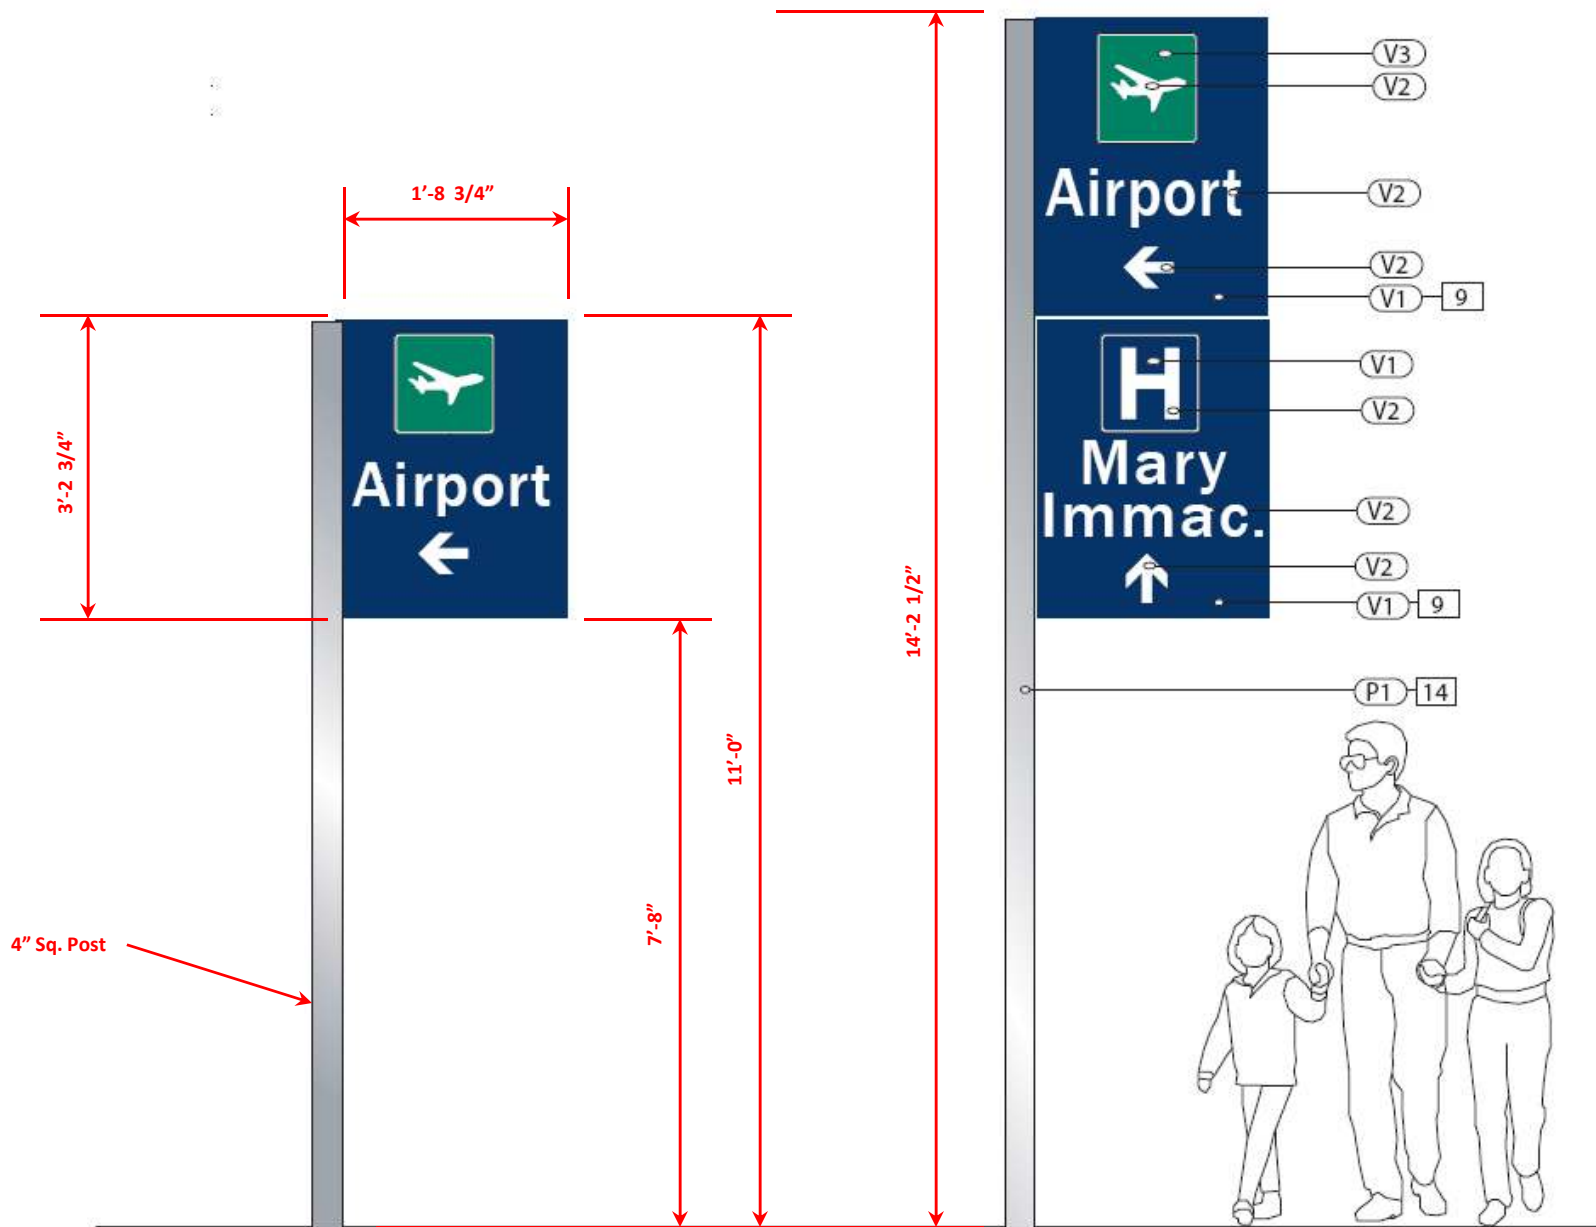 1’-8 3/4”
3’-2 3/4”
Airport
4” Sq. Post
7’-8”
11’-0”
14’-2 1/2”
Airport
H
Mary
Immac.
V3
V2
V2
V2
V1 9
V1
V2
V2
V2
V1 9
P1 14